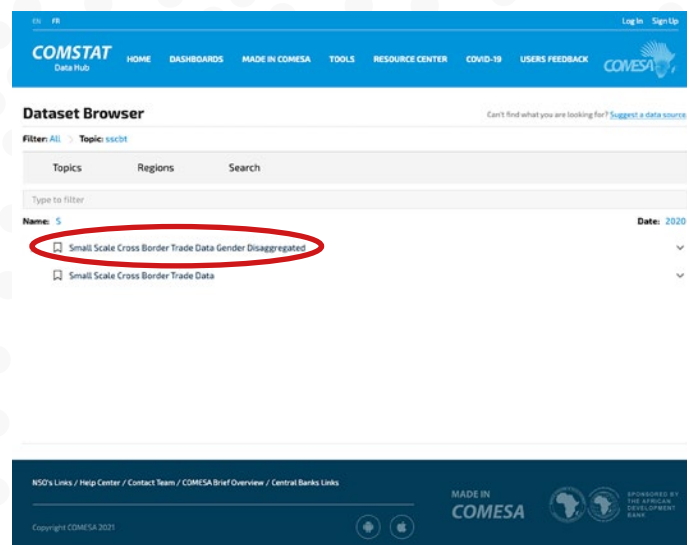 EN FR
Log In Sign Up
COMSTAT
Data Hub
HOME DASHBOARDS MADE IN COMESA TOOLS RESOURCE CENTER COVID-19 USERS FEEDBACK
COMESA
Dataset Browser
Can't find what you are looking for? Suggest a data source
Filter: All > Topic: sscbt
Topics Regions Search
Type to filter
Name: S
Date: 2020
Small Scale Cross Border Trade Data Gender Disaggregated
Small Scale Cross Border Trade Data
NSO's Links / Help Center / Contact Team / COMESA Brief Overview / Central Banks Links
Copyright COMESA 2021
MADE IN
COMESA
SPONSORED BY
THE AFRICAN
DEVELOPMENT
BANK